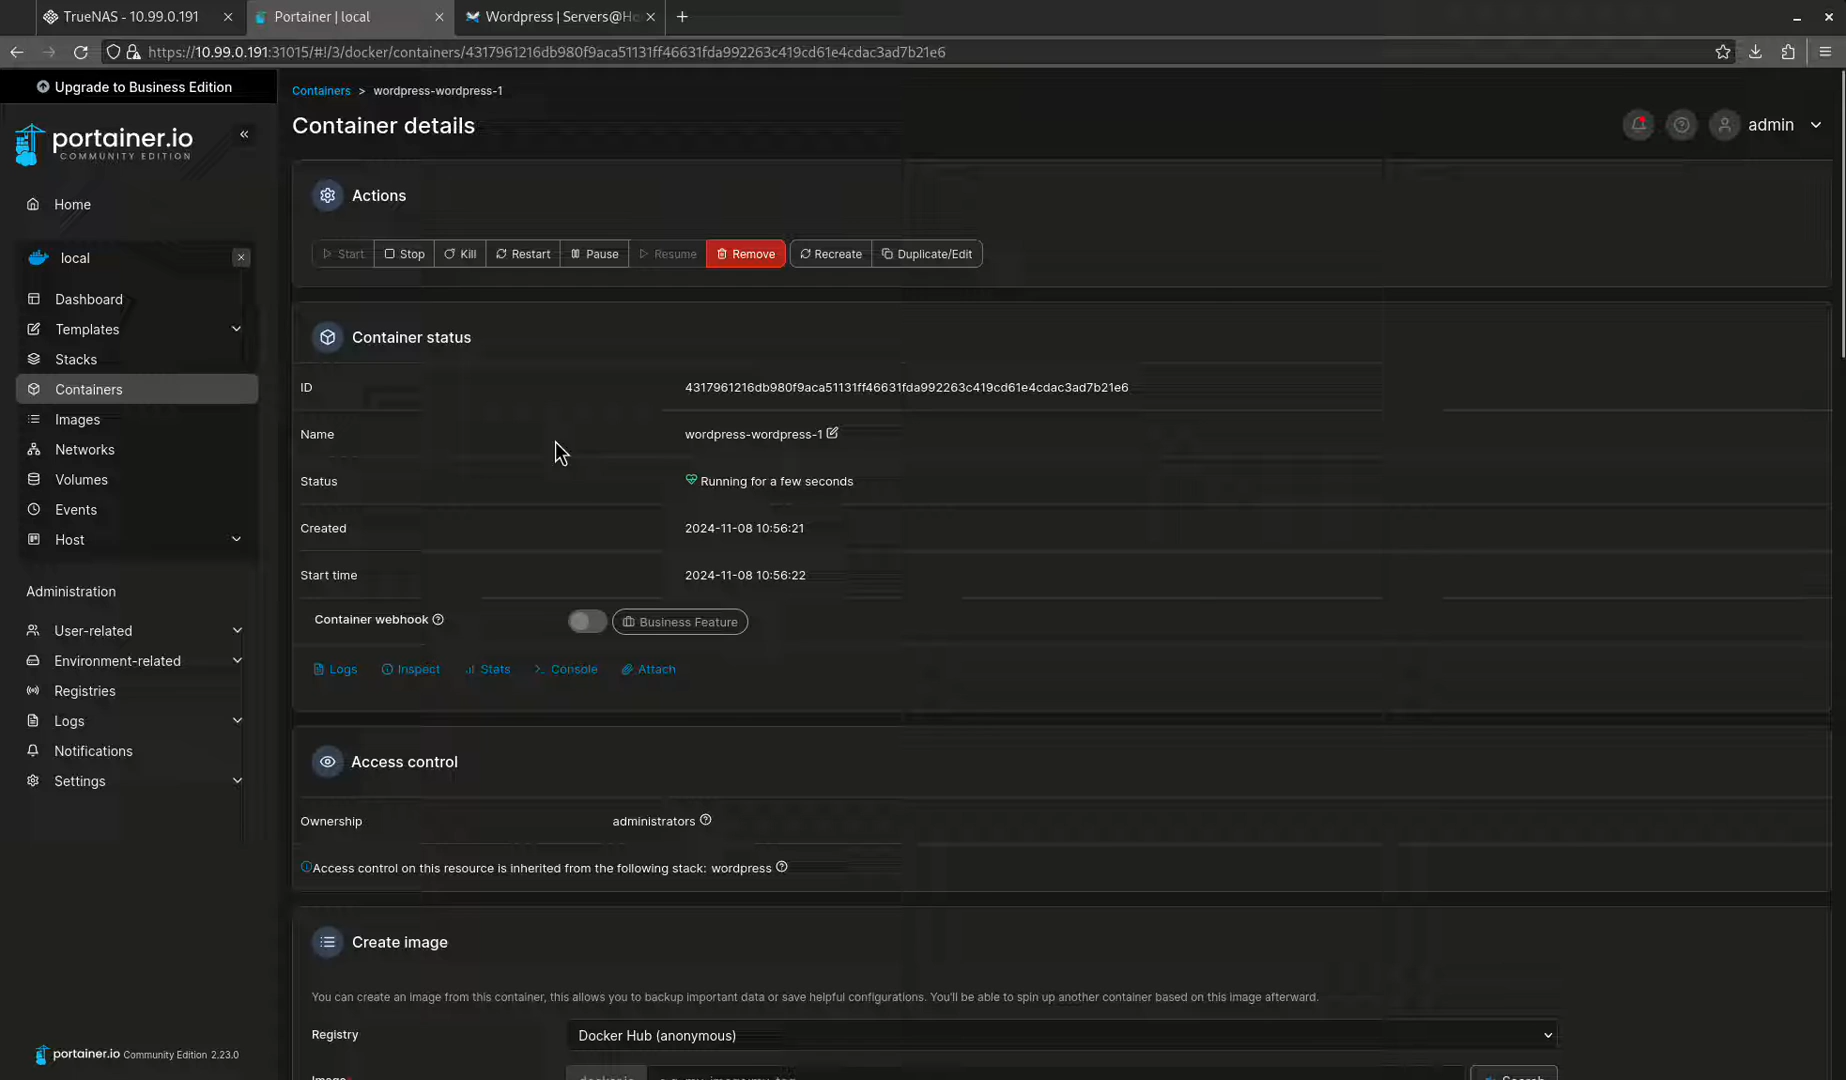 TrueNAS - 10.99.0.191
Portainer | local
Wordpress | Servers@Ho
https://10.99.0.191:31015/#!/3/docker/containers/4317961216db980f9aca51131ff46631fda992263c419cd61e4cdac3ad7b21e6
Upgrade to Business Edition
portainer.io
COMMUNITY EDITION
Home
local
Dashboard
Templates
Stacks
Containers
Images
Networks
Volumes
Events
Host
Administration
User-related
Environment-related
Registries
Logs
Notifications
Settings
portainer.io Community Edition 2.23.0
Containers > wordpress-wordpress-1
Container details
admin
Actions
Start Stop Kill Restart Pause Resume Remove Recreate Duplicate/Edit
Container status
ID 4317961216db980f9aca51131ff46631fda992263c419cd61e4cdac3ad7b21e6
Name wordpress-wordpress-1
Status Running for a few seconds
Created 2024-11-08 10:56:21
Start time 2024-11-08 10:56:22
Container webhook Business Feature
Logs Inspect Stats Console Attach
Access control
Ownership administrators
Access control on this resource is inherited from the following stack: wordpress
Create image
You can create an image from this container, this allows you to backup important data or save helpful configurations. You'll be able to spin up another container based on this image afterward.
Registry Docker Hub (anonymous)